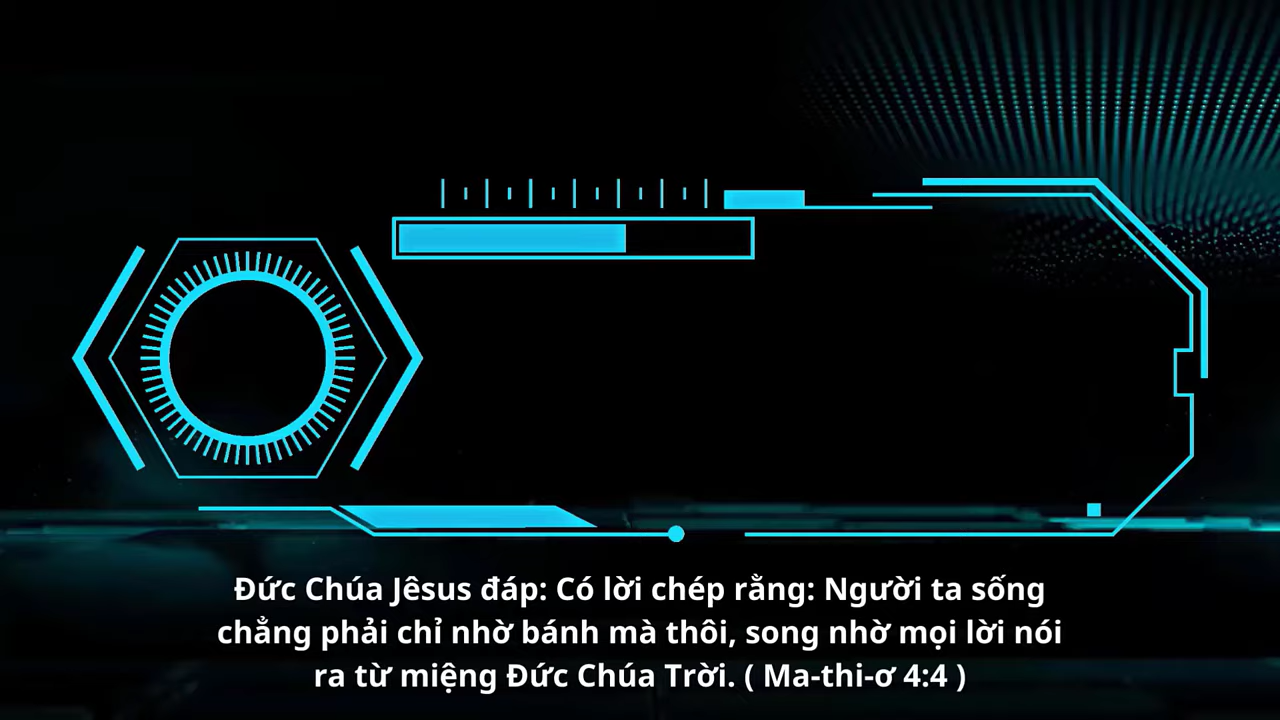 Đức Chúa Jêsus đáp: Có lời chép rằng: Người ta sống
chẳng phải chỉ nhờ bánh mà thôi, song nhờ mọi lời nói
ra từ miệng Đức Chúa Trời. ( Ma-thi-ơ 4:4 )